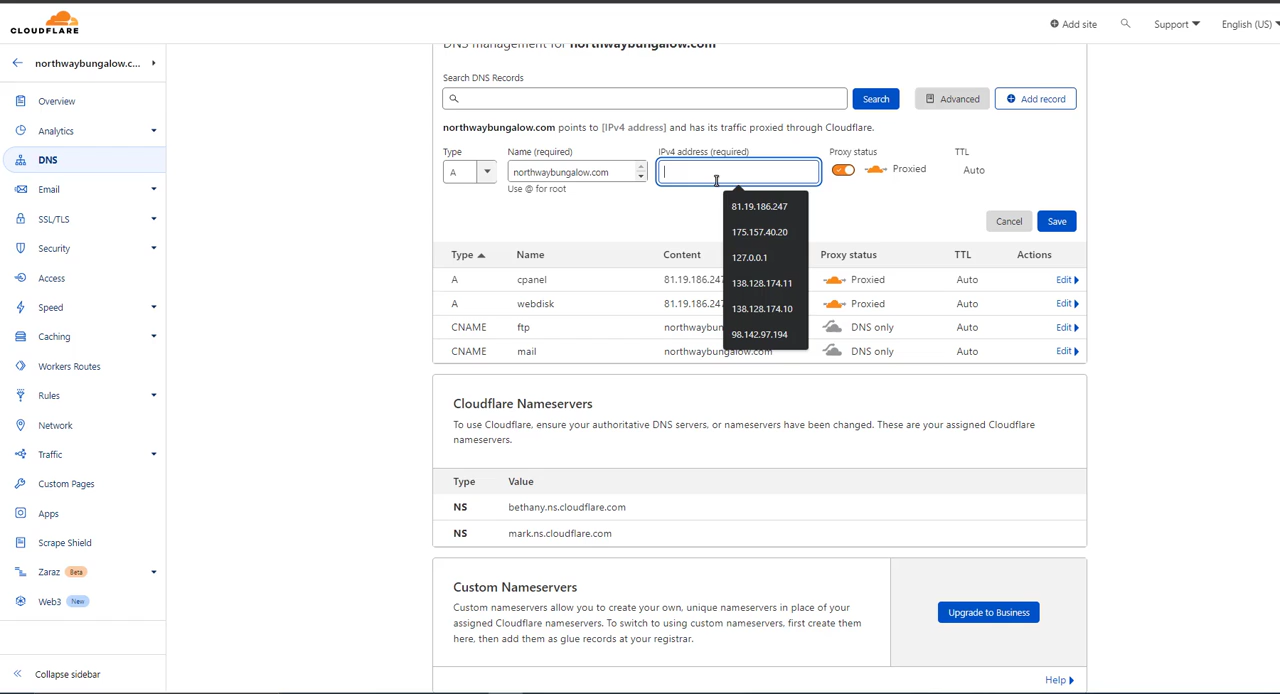 CLOUDFLARE
Add site
Support
English (US)
northwaybungalow.c...
Overview
Analytics
DNS
Email
SSL/TLS
Security
Access
Speed
Caching
Workers Routes
Rules
Network
Traffic
Custom Pages
Apps
Scrape Shield
Zaraz Beta
Web3 New
Collapse sidebar
DNS management for northwaybungalow.com
Search DNS Records
Search
Advanced
Add record
northwaybungalow.com points to [IPv4 address] and has its traffic proxied through Cloudflare.
Type Name (required) IPv4 address (required) Proxy status TTL
A northwaybungalow.com Proxied Auto
Use @ for root
81.19.186.247
175.157.40.20
127.0.0.1
138.128.174.11
138.128.174.10
98.142.97.194
Cancel Save
Type Name Content Proxy status TTL Actions
A cpanel 81.19.186.247 Proxied Auto Edit
A webdisk 81.19.186.247 Proxied Auto Edit
CNAME ftp northwaybun DNS only Auto Edit
CNAME mail northwaybungalow.com DNS only Auto Edit
Cloudflare Nameservers
To use Cloudflare, ensure your authoritative DNS servers, or nameservers have been changed. These are your assigned Cloudflare
nameservers.
Type Value
NS bethany.ns.cloudflare.com
NS mark.ns.cloudflare.com
Custom Nameservers
Custom nameservers allow you to create your own, unique nameservers in place of your
assigned Cloudflare nameservers. To switch to using custom nameservers, first create them
here, then add them as glue records at your registrar.
Upgrade to Business
Help